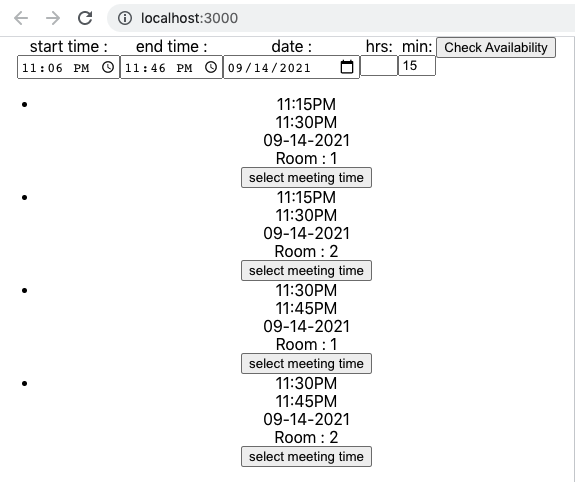 localhost:3000
start time : end time : date : hrs: min: Check Availability
11:06 PM 11:46 PM 09/14/2021 15
11:15PM
11:30PM
09-14-2021
Room : 1
select meeting time
11:15PM
11:30PM
09-14-2021
Room : 2
select meeting time
11:30PM
11:45PM
09-14-2021
Room : 1
select meeting time
11:30PM
11:45PM
09-14-2021
Room : 2
select meeting time